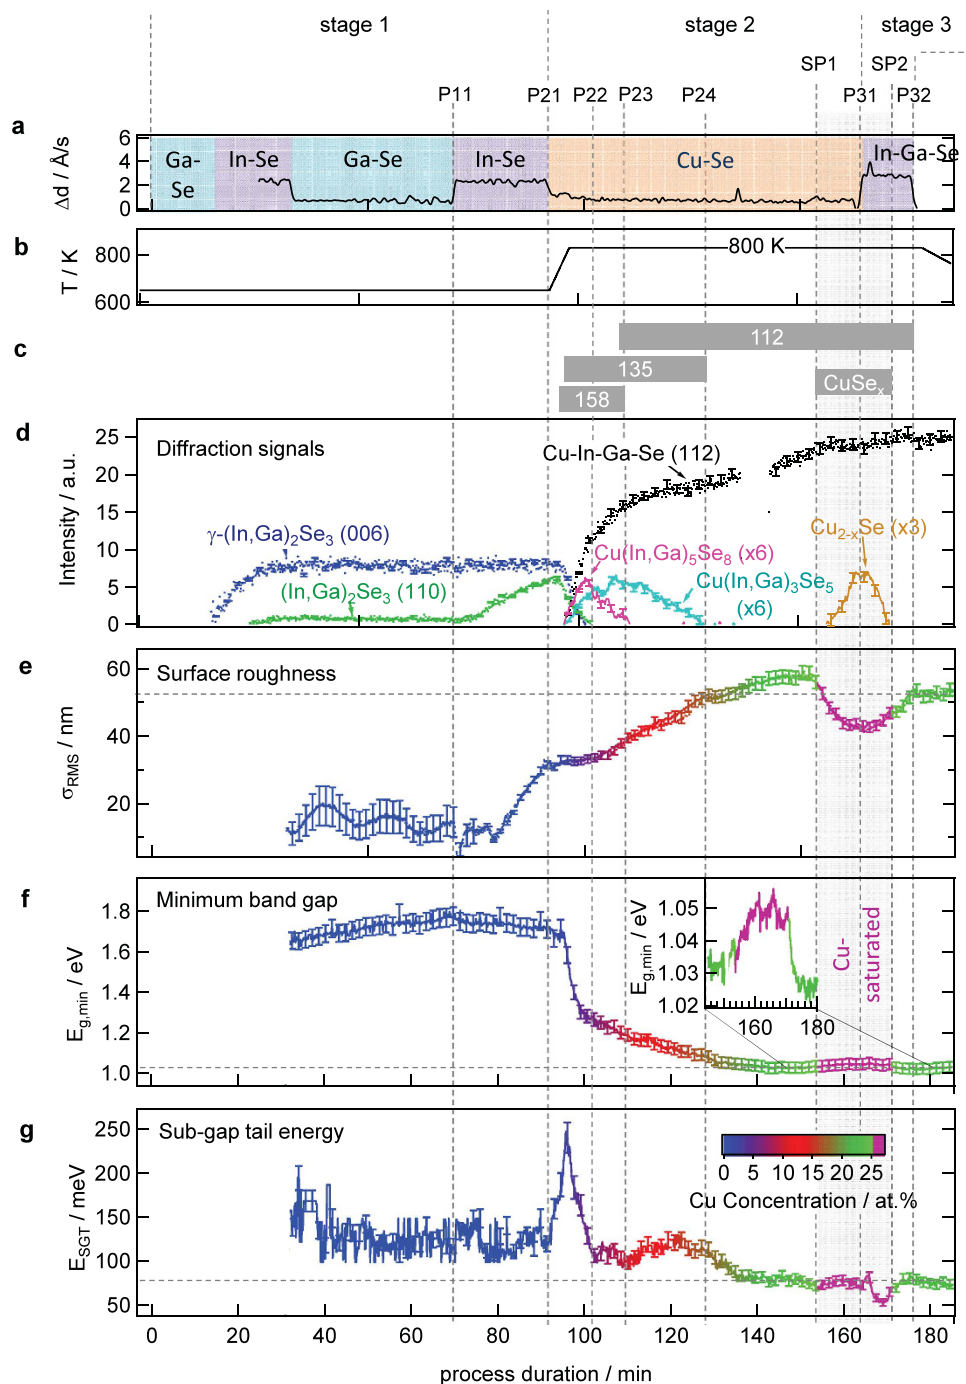 stage 1 stage 2 stage 3
SP1 SP2
P11 P21 P22 P23 P24 P31 P32
a
Δd / Å/s
6
4
2
0
Ga-
Se
In-Se Ga-Se In-Se Cu-Se In-Ga-Se
b
T / K
800
600
800 K
c
112
135
158
CuSeₓ
d
Intensity / a.u.
25
20
15
10
5
0
Diffraction signals
Cu-In-Ga-Se (112)
γ-(In,Ga)₂Se₃ (006)
(In,Ga)₂Se₃ (110)
Cu(In,Ga)₅Se₈ (x6)
Cu(In,Ga)₃Se₅
(x6)
Cu₂₋ₓSe (x3)
e
σRMS / nm
60
40
20
Surface roughness
f
Eg,min / eV
1.8
1.6
1.4
1.2
1.0
Minimum band gap
Eg,min / eV
1.05
1.04
1.03
1.02
160 180
Cu-
saturated
g
ESGT / meV
250
200
150
100
50
Sub-gap tail energy
0 5 10 15 20 25
Cu Concentration / at.%
0 20 40 60 80 100 120 140 160 180
process duration / min